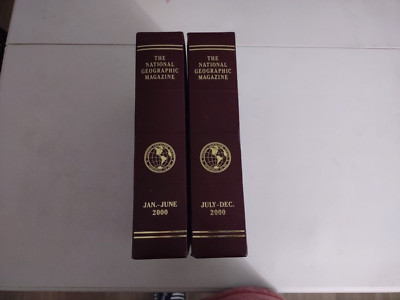 THE
NATIONAL
GEOGRAPHIC
MAGAZINE
JAN.-JUNE
2000
THE
NATIONAL
GEOGRAPHIC
MAGAZINE
JULY-DEC.
2000